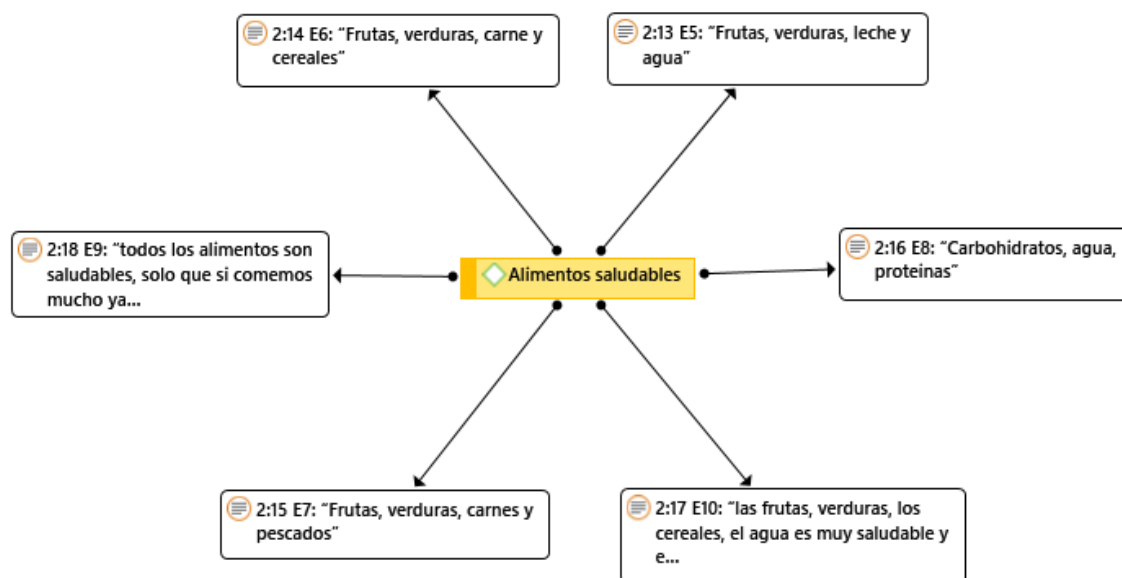 2:14 E6: “Frutas, verduras, carne y
cereales”
2:13 E5: “Frutas, verduras, leche y
agua”
2:18 E9: “todos los alimentos son
saludables, solo que si comemos
mucho ya...
Alimentos saludables
2:16 E8: “Carbohidratos, agua,
proteinas”
2:15 E7: “Frutas, verduras, carnes y
pescados”
2:17 E10: “las frutas, verduras, los
cereales, el agua es muy saludable y
e...